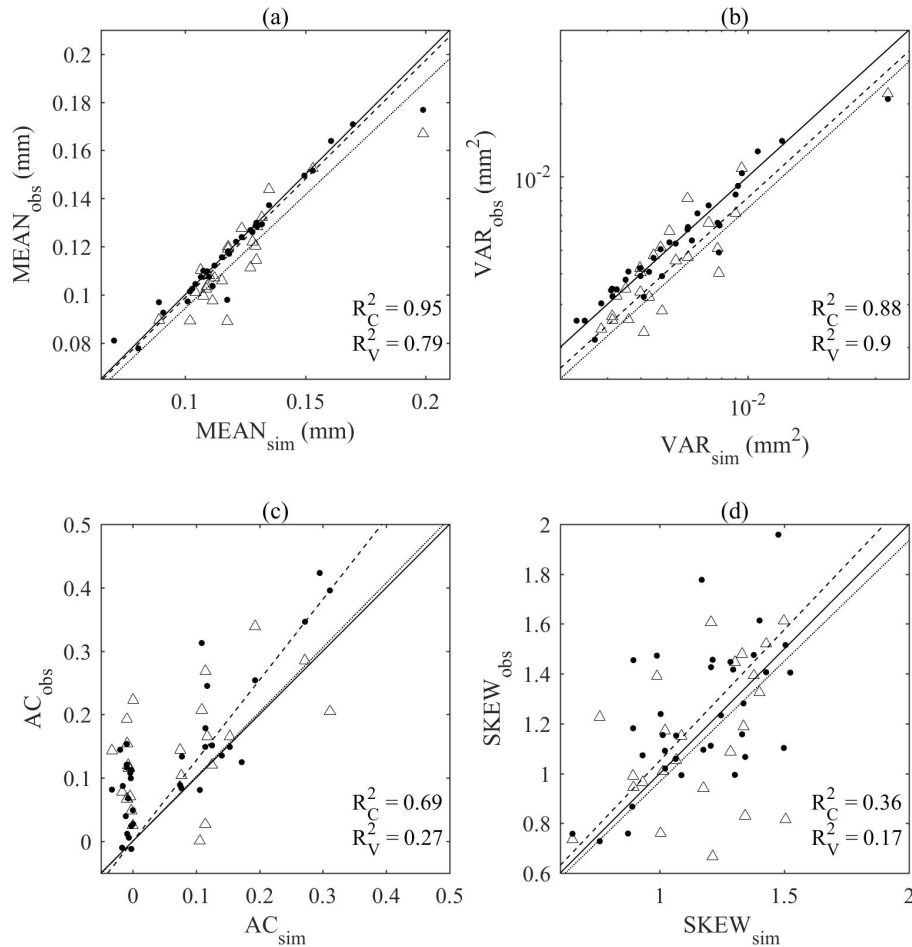 (a)
MEAN_obs (mm)
0.2
0.18
0.16
0.14
0.12
0.1
0.08
R²_C = 0.95
R²_V = 0.79
0.1 0.15 0.2
MEAN_sim (mm)
(b)
VAR_obs (mm²)
10⁻²
R²_C = 0.88
R²_V = 0.9
10⁻²
VAR_sim (mm²)
(c)
AC_obs
0.5
0.4
0.3
0.2
0.1
0
R²_C = 0.69
R²_V = 0.27
0 0.1 0.2 0.3 0.4 0.5
AC_sim
(d)
SKEW_obs
2
1.8
1.6
1.4
1.2
1
0.8
0.6
R²_C = 0.36
R²_V = 0.17
1 1.5 2
SKEW_sim